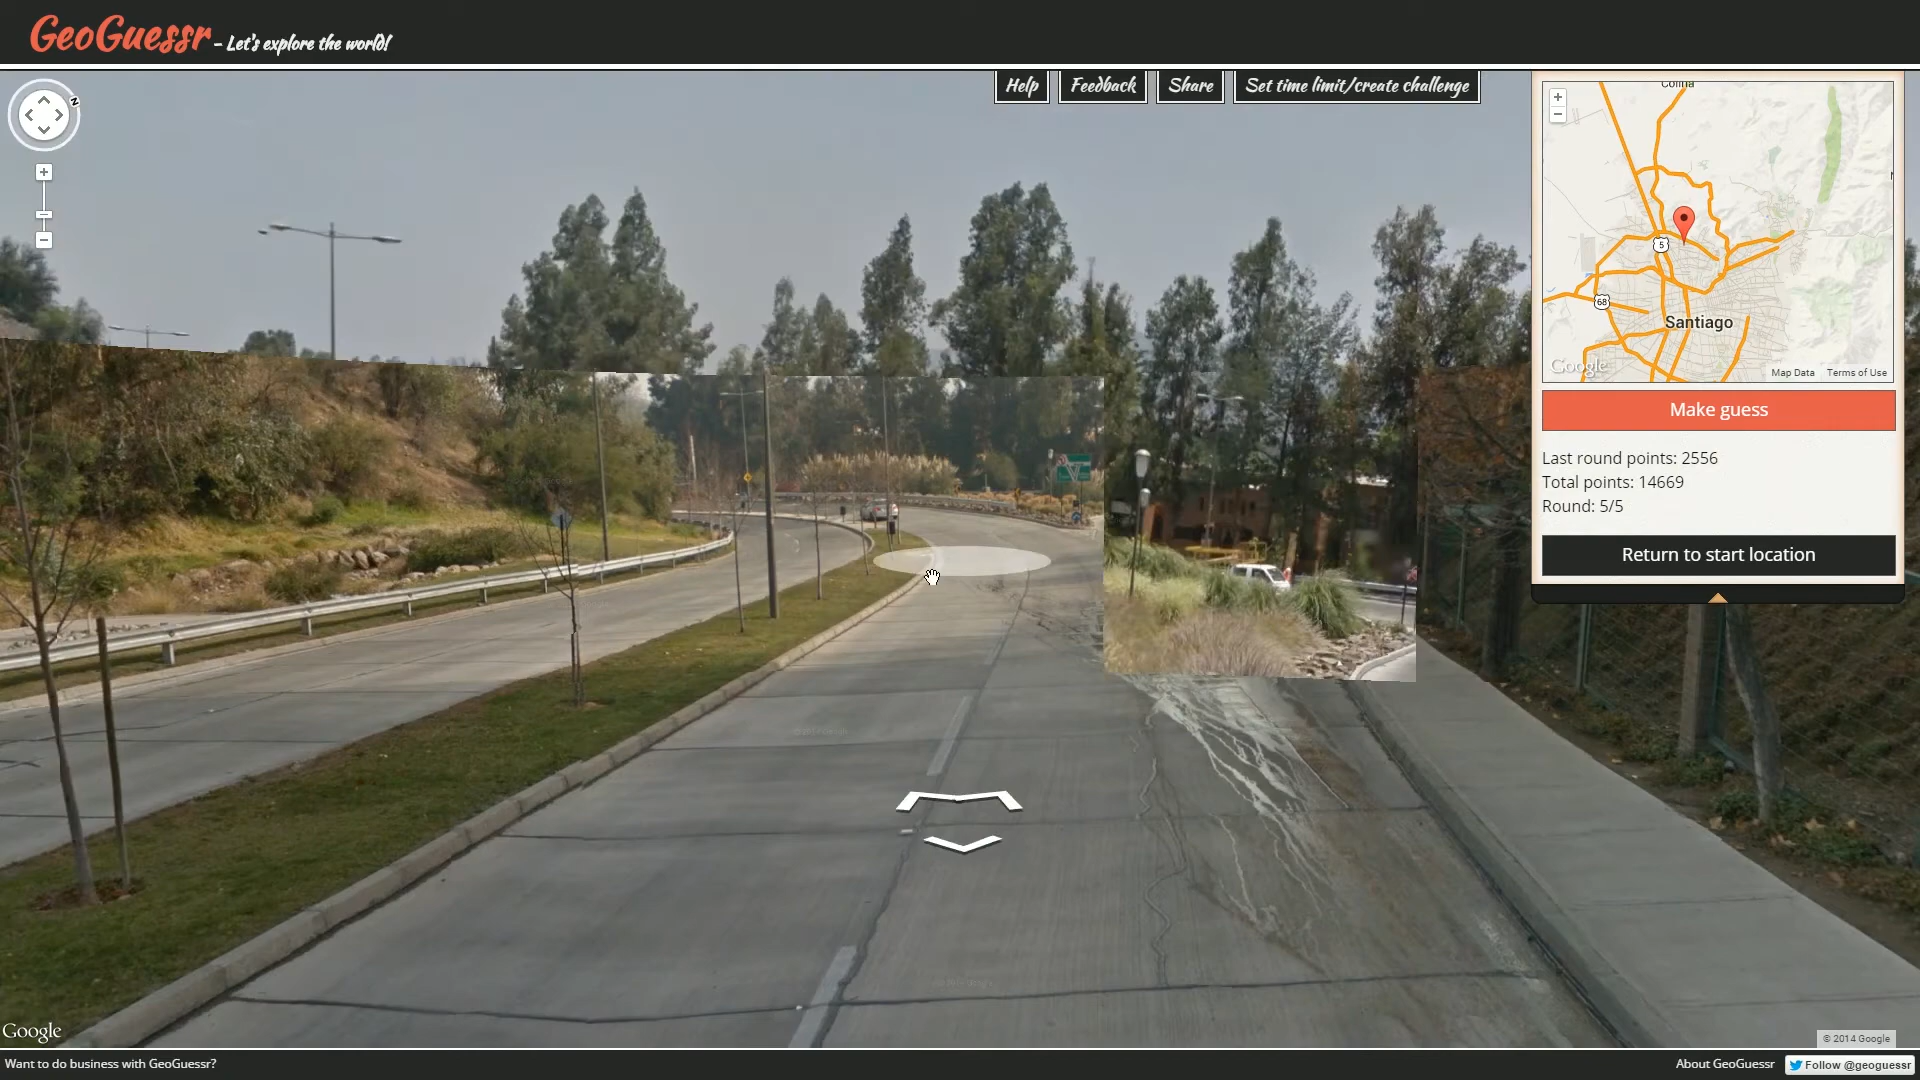 GeoGuessr - Let's explore the world!
Help
Feedback
Share
Set time limit/create challenge
N
+
−
Colina
+
−
5
68
Santiago
Google
Map Data
Terms of Use
Make guess
Last round points: 2556
Total points: 14669
Round: 5/5
Return to start location
Google
© 2014 Google
Want to do business with GeoGuessr?
About GeoGuessr
Follow @geoguessr